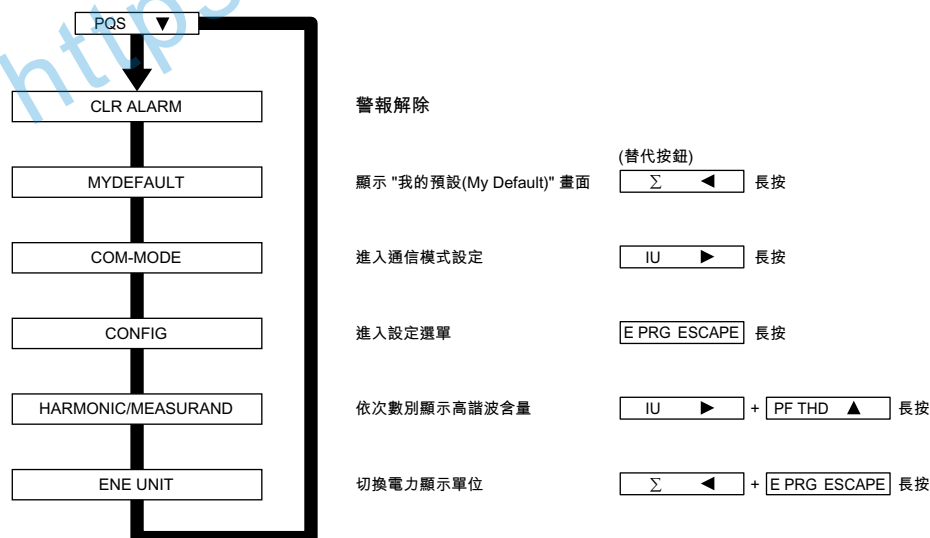 PQS ▼
https
CLR ALARM 警報解除
(替代按鈕)
MYDEFAULT 顯示 "我的預設(My Default)" 畫面 Σ ◀ 長按
COM-MODE 進入通信模式設定 IU ▶ 長按
CONFIG 進入設定選單 E PRG ESCAPE 長按
HARMONIC/MEASURAND 依次數別顯示高諧波含量 IU ▶ + PF THD ▲ 長按
ENE UNIT 切換電力顯示單位 Σ ◀ + E PRG ESCAPE 長按